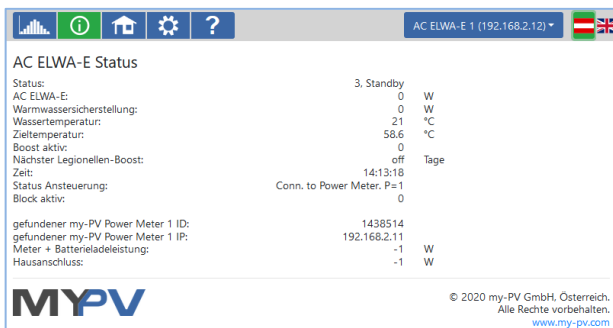 ?
AC ELWA-E 1 (192.168.2.12)
AC ELWA-E Status
Status: 3, Standby
AC ELWA-E: 0 W
Warmwassersicherstellung: 0 W
Wassertemperatur: 21 °C
Zieltemperatur: 58.6 °C
Boost aktiv: 0
Nächster Legionellen-Boost: off Tage
Zeit: 14:13:18
Status Ansteuerung: Conn. to Power Meter. P=1
Block aktiv: 0
gefundener my-PV Power Meter 1 ID: 1438514
gefundener my-PV Power Meter 1 IP: 192.168.2.11
Meter + Batterieladeleistung: -1 W
Hausanschluss: -1 W
MYPV
© 2020 my-PV GmbH, Österreich.
Alle Rechte vorbehalten.
www.my-pv.com